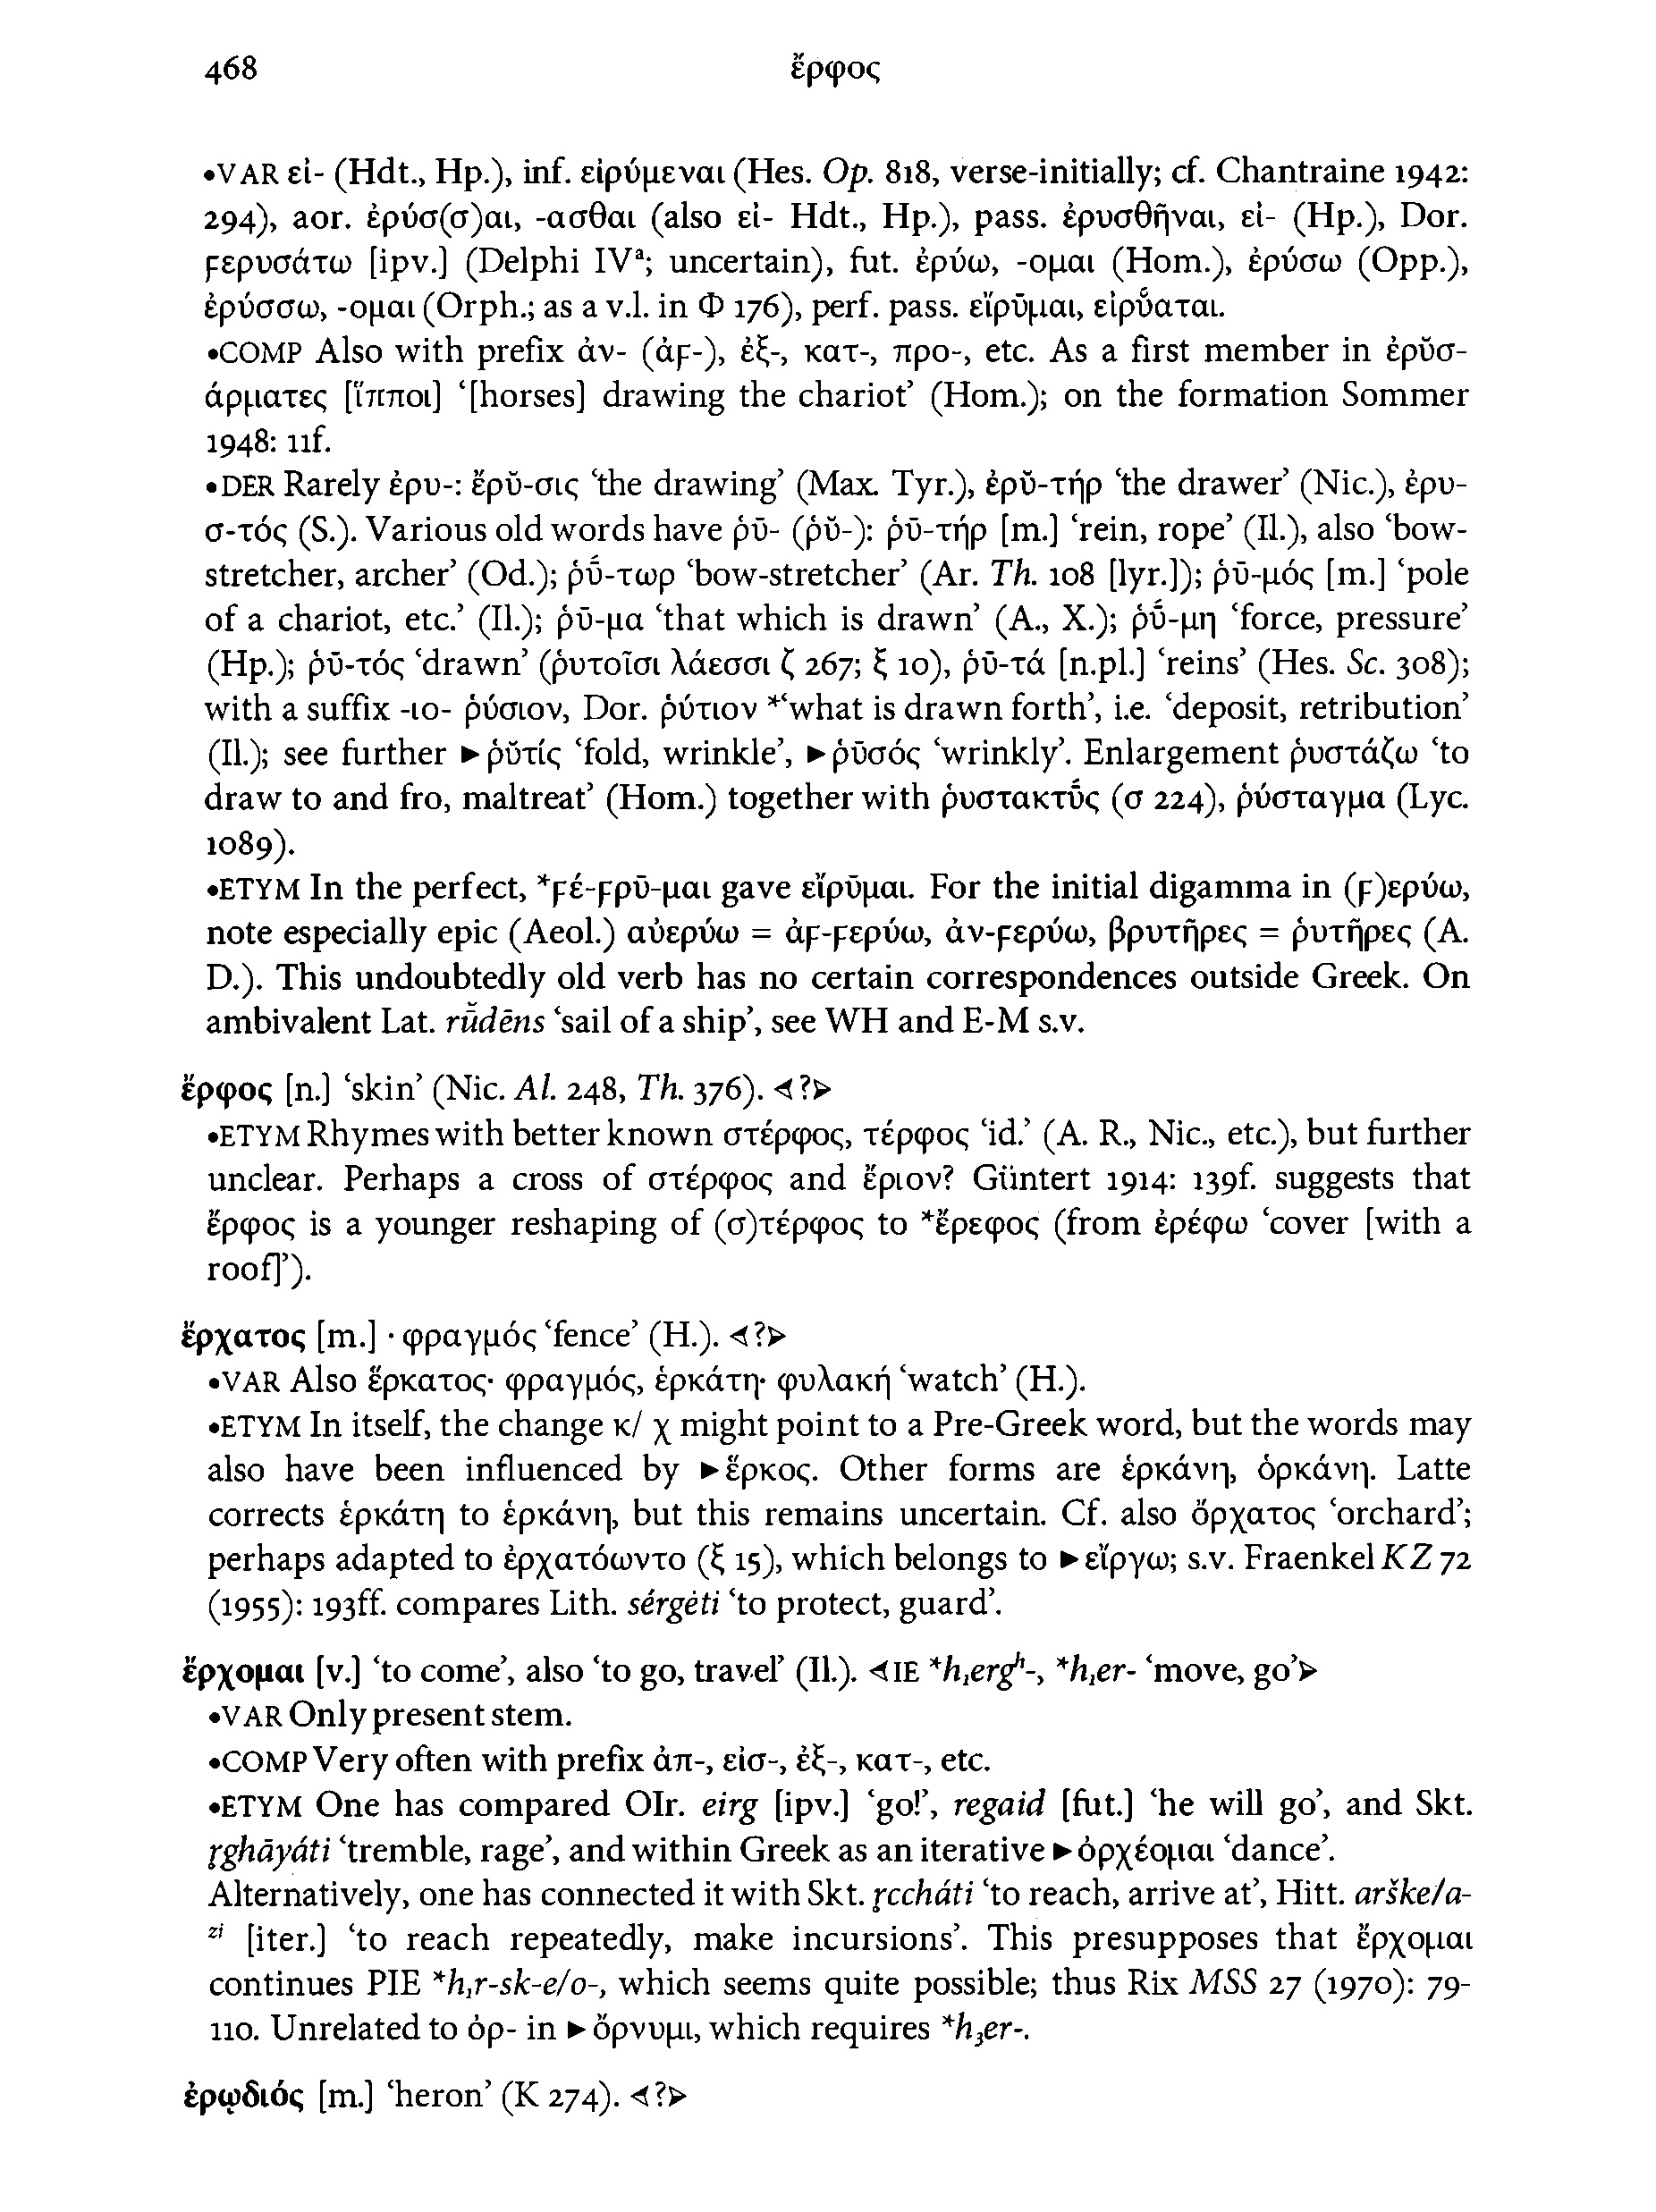 468 ἔρφος
•VAR εἰ- (Hdt., Hp.), inf. εἰρύμεναι (Hes. Op. 818, verse-initially; cf. Chantraine 1942:
294), aor. ἐρύσ(σ)αι, -ασθαι (also εἰ- Hdt., Hp.), pass. ἐρυσθῆναι, εἰ- (Hp.), Dor.
ϝερυσάτω [ipv.] (Delphi IVᵃ; uncertain), fut. ἐρύω, -ομαι (Hom.), ἐρύσω (Opp.),
ἐρύσσω, -ομαι (Orph.; as a v.l. in Φ 176), perf. pass. εἴρῡμαι, εἰρύ̄αται.
•COMP Also with prefix ἀν- (ἀϝ-), ἐξ-, κατ-, προ-, etc. As a first member in ἐρῠσ-
άρματες [ἵπποι] ‘[horses] drawing the chariot’ (Hom.); on the formation Sommer
1948: 11f.
•DER Rarely ἐρυ-: ἔρῠ-σις ‘the drawing’ (Max. Tyr.), ἐρῠ-τήρ ‘the drawer’ (Nic.), ἐρυ-
σ-τός (S.). Various old words have ῥῡ- (ῥῠ-): ῥῡ-τήρ [m.] ‘rein, rope’ (Il.), also ‘bow-
stretcher, archer’ (Od.); ῥύ̄-τωρ ‘bow-stretcher’ (Ar. Th. 108 [lyr.]); ῥῡ-μός [m.] ‘pole
of a chariot, etc.’ (Il.); ῥῡ-μα ‘that which is drawn’ (A., X.); ῥύ̄-μη ‘force, pressure’
(Hp.); ῥῡ-τός ‘drawn’ (ῥυτοῖσι λάεσσι ζ 267; ξ 10), ῥῡ-τά [n.pl.] ‘reins’ (Hes. Sc. 308);
with a suffix -ιο- ῥύσιον, Dor. ῥύτιον *‘what is drawn forth’, i.e. ‘deposit, retribution’
(Il.); see further ►ῥῠτίς ‘fold, wrinkle’, ►ῥῡσός ‘wrinkly’. Enlargement ῥυστάζω ‘to
draw to and fro, maltreat’ (Hom.) together with ῥυστακτύ̄ς (σ 224), ῥύσταγμα (Lyc.
1089).
•ETYM In the perfect, *ϝέ-ϝρῡ-μαι gave εἴρῡμαι. For the initial digamma in (ϝ)ερύω,
note especially epic (Aeol.) αὐερύω = ἀϝ-ϝερύω, ἀν-ϝερύω, βρυτῆρες = ῥυτῆρες (A.
D.). This undoubtedly old verb has no certain correspondences outside Greek. On
ambivalent Lat. rū̆dēns ‘sail of a ship’, see WH and E-M s.v.
ἔρφος [n.] ‘skin’ (Nic. Al. 248, Th. 376). ◁?▷
•ETYM Rhymes with better known στέρφος, τέρφος ‘id.’ (A. R., Nic., etc.), but further
unclear. Perhaps a cross of στέρφος and ἔριον? Güntert 1914: 139f. suggests that
ἔρφος is a younger reshaping of (σ)τέρφος to *ἔρεφος (from ἐρέφω ‘cover [with a
roof]’).
ἔρχατος [m.] · φραγμός ‘fence’ (H.). ◁?▷
•VAR Also ἔρκατος· φραγμός, ἐρκάτη· φυλακή ‘watch’ (H.).
•ETYM In itself, the change κ/ χ might point to a Pre-Greek word, but the words may
also have been influenced by ►ἕρκος. Other forms are ἐρκάνη, ὁρκάνη. Latte
corrects ἐρκάτη to ἐρκάνη, but this remains uncertain. Cf. also ὄρχατος ‘orchard’;
perhaps adapted to ἐρχατόωντο (ξ 15), which belongs to ►εἴργω; s.v. Fraenkel KZ 72
(1955): 193ff. compares Lith. sérgėti ‘to protect, guard’.
ἔρχομαι [v.] ‘to come’, also ‘to go, travel’ (Il.). ◁IE *h₁ergʰ-, *h₁er- ‘move, go’▷
•VAR Only present stem.
•COMP Very often with prefix ἀπ-, εἰσ-, ἐξ-, κατ-, etc.
•ETYM One has compared OIr. eirg [ipv.] ‘go!’, regaid [fut.] ‘he will go’, and Skt.
ṛghāyáti ‘tremble, rage’, and within Greek as an iterative ►ὀρχέομαι ‘dance’.
Alternatively, one has connected it with Skt. ṛccháti ‘to reach, arrive at’, Hitt. arške/a-
ᶻⁱ [iter.] ‘to reach repeatedly, make incursions’. This presupposes that ἔρχομαι
continues PIE *h₁r-sk-e/o-, which seems quite possible; thus Rix MSS 27 (1970): 79-
110. Unrelated to ὀρ- in ►ὄρνυμι, which requires *h₃er-.
ἐρῳδιός [m.] ‘heron’ (Κ 274). ◁?▷